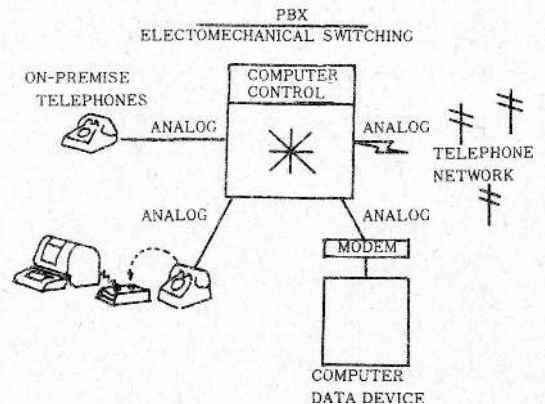 PBX
ELECTOMECHANICAL SWITCHING
ON-PREMISE
TELEPHONES
COMPUTER
CONTROL
ANALOG
ANALOG
TELEPHONE
NETWORK
ANALOG
ANALOG
MODEM
COMPUTER
DATA DEVICE